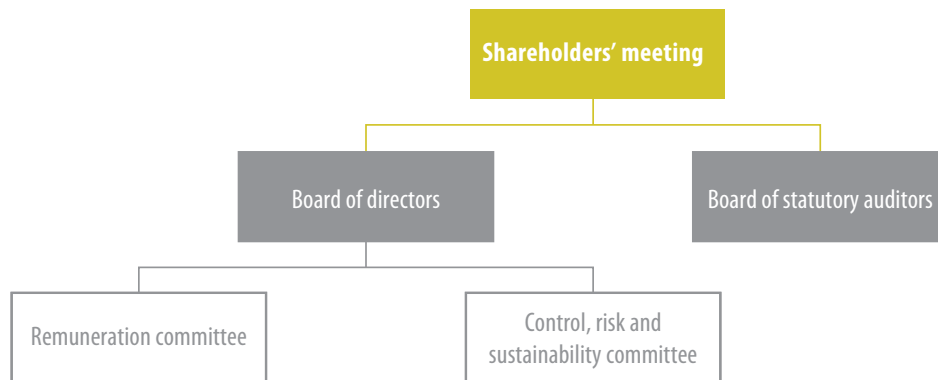 Shareholders’ meeting
Board of directors
Board of statutory auditors
Remuneration committee
Control, risk and
sustainability committee